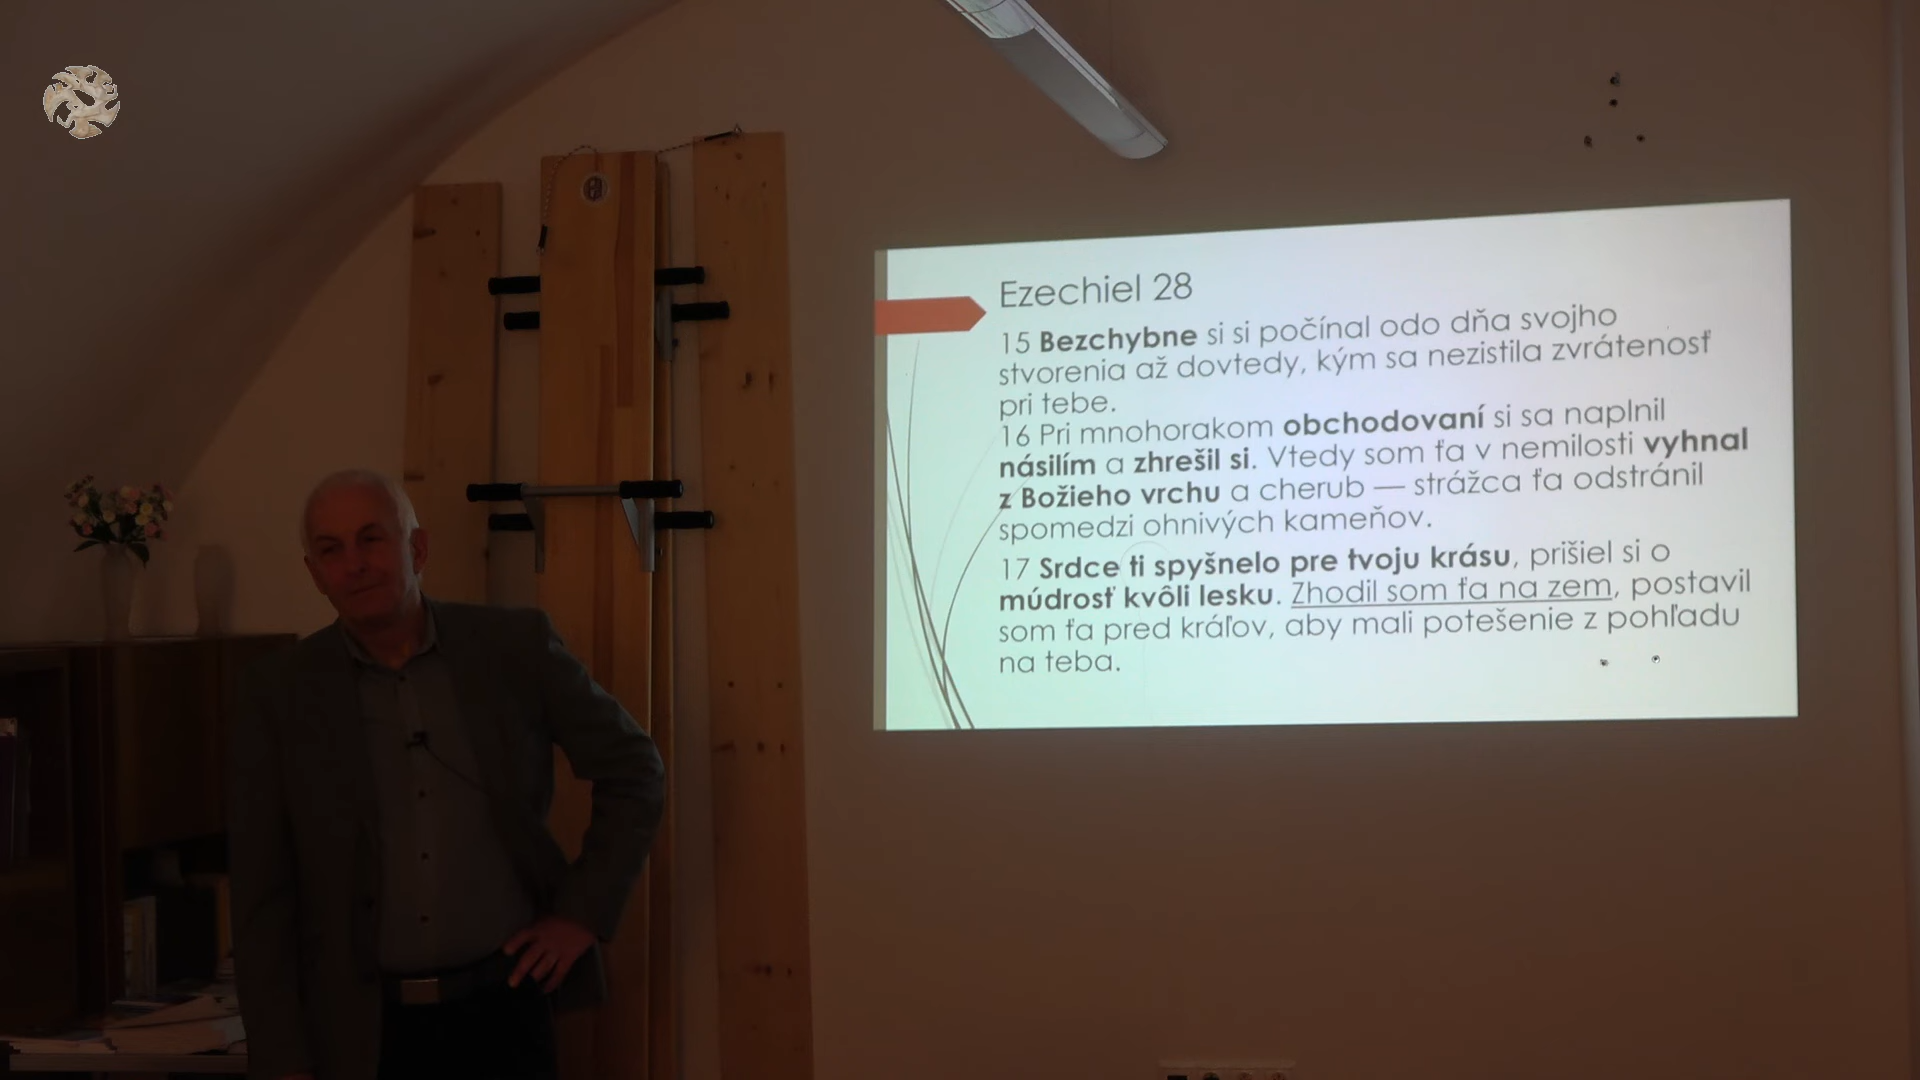 Ezechiel 28
15 Bezchybne si si počínal odo dňa svojho
stvorenia až dovtedy, kým sa nezistila zvrátenosť
pri tebe.
16 Pri mnohorakom obchodovaní si sa naplnil
násilím a zhrešil si. Vtedy som ťa v nemilosti vyhnal
z Božieho vrchu a cherub — strážca ťa odstránil
spomedzi ohnivých kameňov.
17 Srdce ti spyšnelo pre tvoju krásu, prišiel si o
múdrosť kvôli lesku. Zhodil som ťa na zem, postavil
som ťa pred kráľov, aby mali potešenie z pohľadu
na teba.